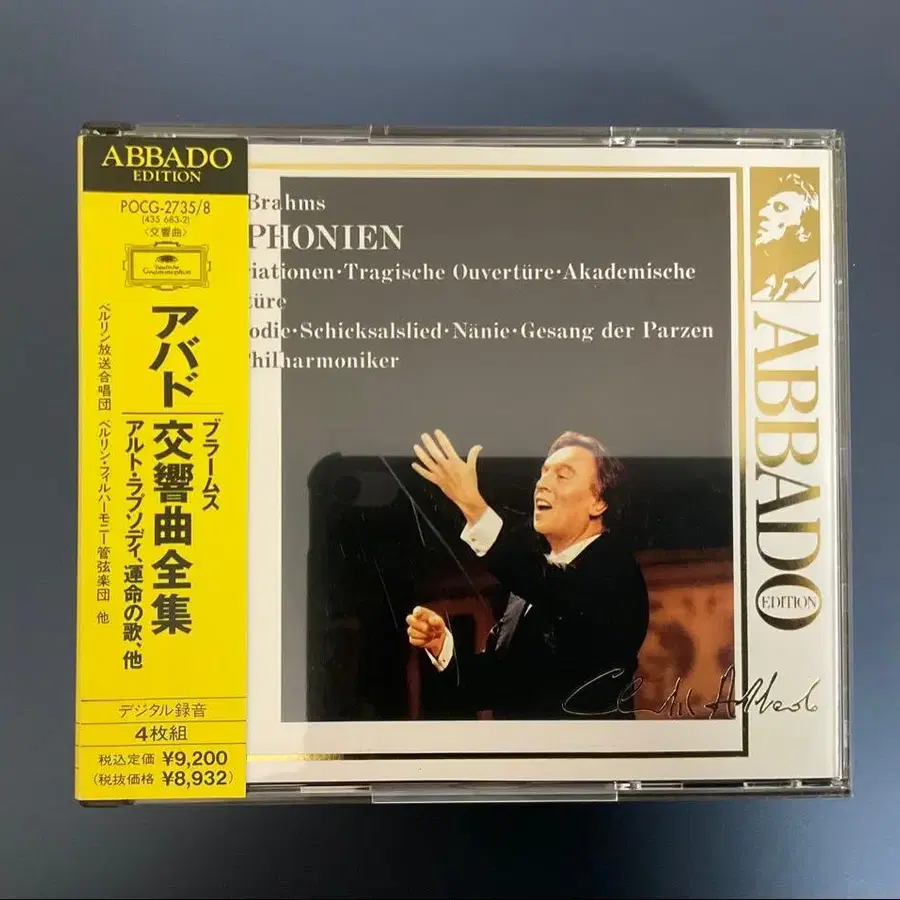 ABBADO
EDITION
POCG-2735/8
(435 683-2)
〈交響曲〉
Deutsche
Grammophon
アバド
ブラームス
交響曲全集
アルト・ラプソディ、運命の歌、他
ベルリン放送合唱団 ベルリン・フィルハーモニー管弦楽団 他
デジタル録音
4枚組
税込定価 ¥9,200
(税抜価格 ¥8,932)
Brahms
PHONIEN
riationen·Tragische Ouvertüre·Akademische
türe
odie·Schicksalslied·Nänie·Gesang der Parzen
Philharmoniker
ABBADO
EDITION
Claudio Abbado